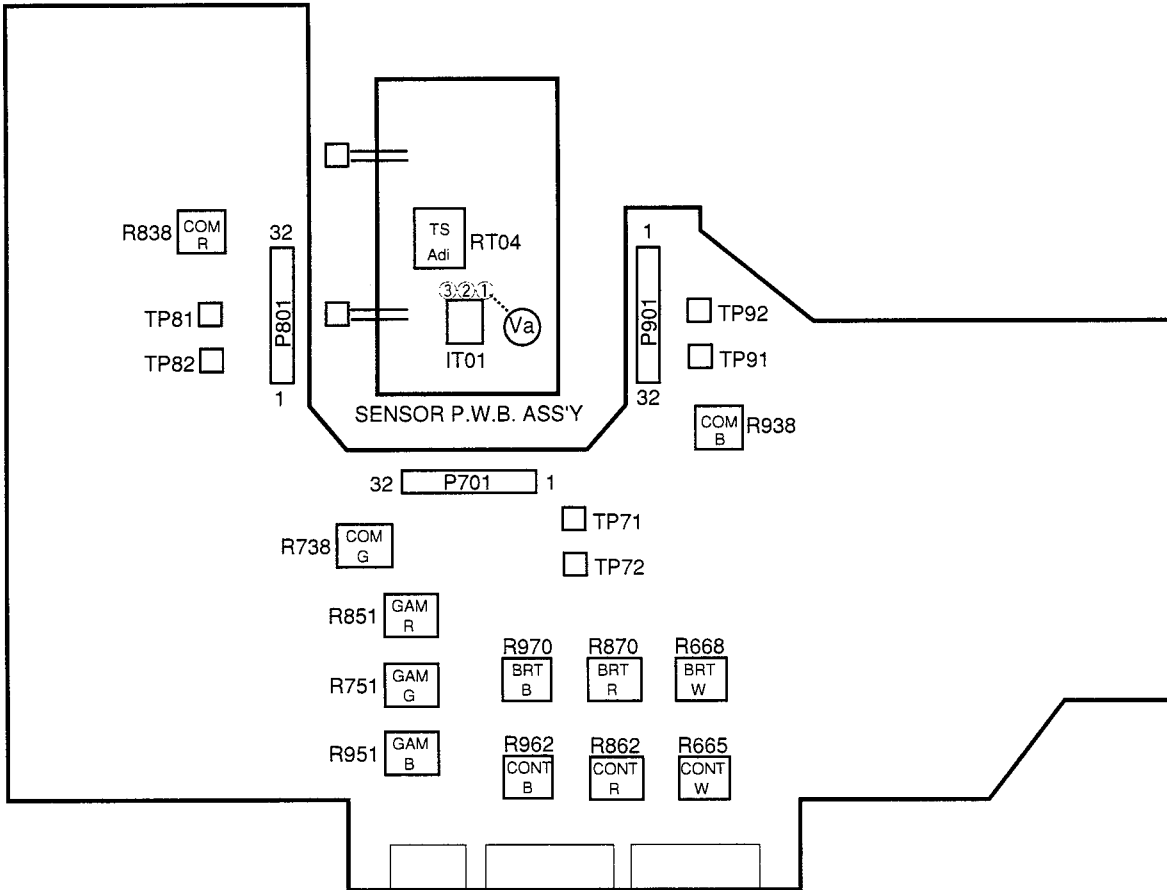 R838
COM
R
32
P801
1
TP81
TP82
TS
Adi
RT04
3 2 1
Va
IT01
SENSOR P.W.B. ASS'Y
1
P901
32
TP92
TP91
COM
B
R938
32
P701
1
TP71
TP72
R738
COM
G
R851
GAM
R
R751
GAM
G
R951
GAM
B
R970
BRT
B
R870
BRT
R
R668
BRT
W
R962
CONT
B
R862
CONT
R
R665
CONT
W